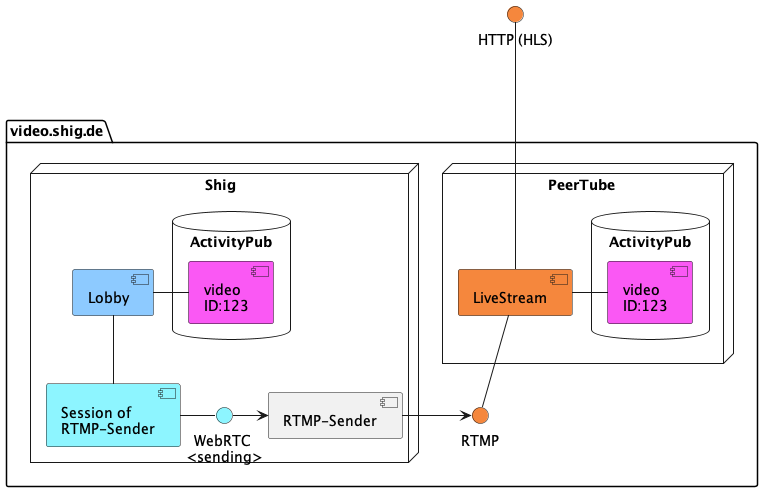 HTTP (HLS)
video.shig.de
Shig
PeerTube
ActivityPub
ActivityPub
Lobby
video
ID:123
LiveStream
video
ID:123
Session of
RTMP-Sender
WebRTC
<sending>
RTMP-Sender
RTMP